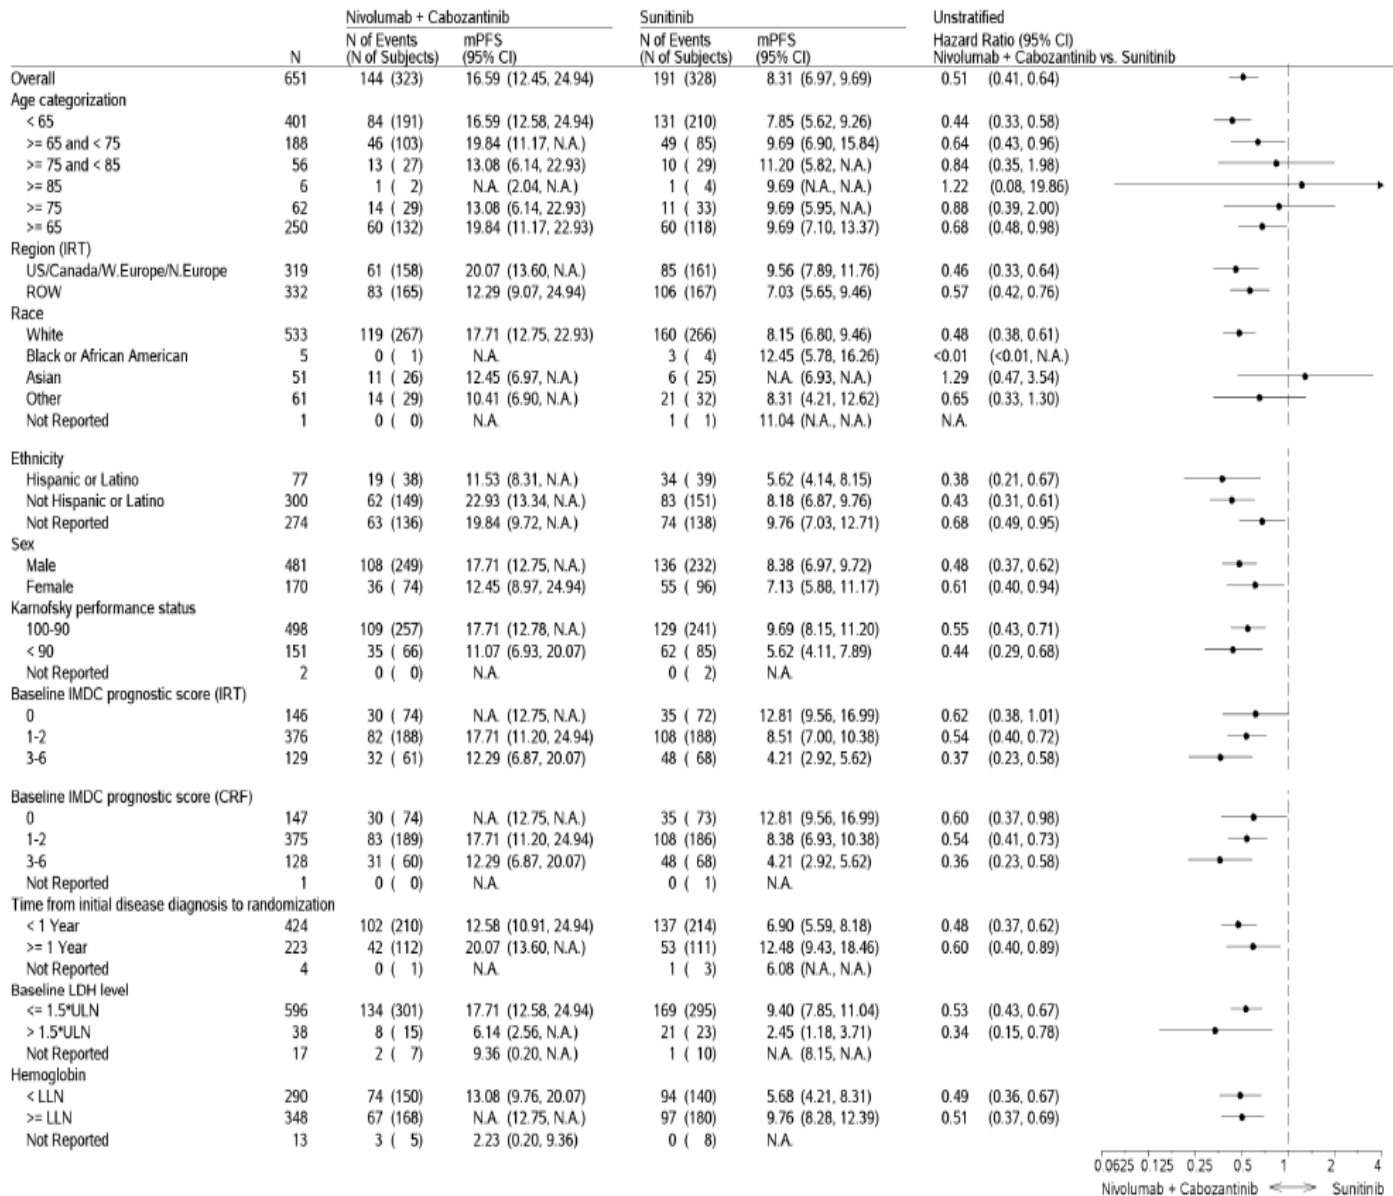 Nivolumab + Cabozantinib Sunitinib Unstratified
N of Events mPFS N of Events mPFS Hazard Ratio (95% CI)
N (N of Subjects) (95% CI) (N of Subjects) (95% CI) Nivolumab + Cabozantinib vs. Sunitinib
Overall 651 144 (323) 16.59 (12.45, 24.94) 191 (328) 8.31 (6.97, 9.69) 0.51 (0.41, 0.64)
Age categorization
< 65 401 84 (191) 16.59 (12.58, 24.94) 131 (210) 7.85 (5.62, 9.26) 0.44 (0.33, 0.58)
>= 65 and < 75 188 46 (103) 19.84 (11.17, N.A.) 49 ( 85) 9.69 (6.90, 15.84) 0.64 (0.43, 0.96)
>= 75 and < 85 56 13 ( 27) 13.08 (6.14, 22.93) 10 ( 29) 11.20 (5.82, N.A.) 0.84 (0.35, 1.98)
>= 85 6 1 ( 2) N.A. (2.04, N.A.) 1 ( 4) 9.69 (N.A., N.A.) 1.22 (0.08, 19.86)
>= 75 62 14 ( 29) 13.08 (6.14, 22.93) 11 ( 33) 9.69 (5.95, N.A.) 0.88 (0.39, 2.00)
>= 65 250 60 (132) 19.84 (11.17, 22.93) 60 (118) 9.69 (7.10, 13.37) 0.68 (0.48, 0.98)
Region (IRT)
US/Canada/W.Europe/N.Europe 319 61 (158) 20.07 (13.60, N.A.) 85 (161) 9.56 (7.89, 11.76) 0.46 (0.33, 0.64)
ROW 332 83 (165) 12.29 (9.07, 24.94) 106 (167) 7.03 (5.65, 9.46) 0.57 (0.42, 0.76)
Race
White 533 119 (267) 17.71 (12.75, 22.93) 160 (266) 8.15 (6.80, 9.46) 0.48 (0.38, 0.61)
Black or African American 5 0 ( 1) N.A. 3 ( 4) 12.45 (5.78, 16.26) <0.01 (<0.01, N.A.)
Asian 51 11 ( 26) 12.45 (6.97, N.A.) 6 ( 25) N.A. (6.93, N.A.) 1.29 (0.47, 3.54)
Other 61 14 ( 29) 10.41 (6.90, N.A.) 21 ( 32) 8.31 (4.21, 12.62) 0.65 (0.33, 1.30)
Not Reported 1 0 ( 0) N.A. 1 ( 1) 11.04 (N.A., N.A.) N.A.
Ethnicity
Hispanic or Latino 77 19 ( 38) 11.53 (8.31, N.A.) 34 ( 39) 5.62 (4.14, 8.15) 0.38 (0.21, 0.67)
Not Hispanic or Latino 300 62 (149) 22.93 (13.34, N.A.) 83 (151) 8.18 (6.87, 9.76) 0.43 (0.31, 0.61)
Not Reported 274 63 (136) 19.84 (9.72, N.A.) 74 (138) 9.76 (7.03, 12.71) 0.68 (0.49, 0.95)
Sex
Male 481 108 (249) 17.71 (12.75, N.A.) 136 (232) 8.38 (6.97, 9.72) 0.48 (0.37, 0.62)
Female 170 36 ( 74) 12.45 (8.97, 24.94) 55 ( 96) 7.13 (5.88, 11.17) 0.61 (0.40, 0.94)
Karnofsky performance status
100-90 498 109 (257) 17.71 (12.78, N.A.) 129 (241) 9.69 (8.15, 11.20) 0.55 (0.43, 0.71)
< 90 151 35 ( 66) 11.07 (6.93, 20.07) 62 ( 85) 5.62 (4.11, 7.89) 0.44 (0.29, 0.68)
Not Reported 2 0 ( 0) N.A. 0 ( 2) N.A.
Baseline IMDC prognostic score (IRT)
0 146 30 ( 74) N.A. (12.75, N.A.) 35 ( 72) 12.81 (9.56, 16.99) 0.62 (0.38, 1.01)
1-2 376 82 (188) 17.71 (11.20, 24.94) 108 (188) 8.51 (7.00, 10.38) 0.54 (0.40, 0.72)
3-6 129 32 ( 61) 12.29 (6.87, 20.07) 48 ( 68) 4.21 (2.92, 5.62) 0.37 (0.23, 0.58)
Baseline IMDC prognostic score (CRF)
0 147 30 ( 74) N.A. (12.75, N.A.) 35 ( 73) 12.81 (9.56, 16.99) 0.60 (0.37, 0.98)
1-2 375 83 (189) 17.71 (11.20, 24.94) 108 (186) 8.38 (6.93, 10.38) 0.54 (0.41, 0.73)
3-6 128 31 ( 60) 12.29 (6.87, 20.07) 48 ( 68) 4.21 (2.92, 5.62) 0.36 (0.23, 0.58)
Not Reported 1 0 ( 0) N.A. 0 ( 1) N.A.
Time from initial disease diagnosis to randomization
< 1 Year 424 102 (210) 12.58 (10.91, 24.94) 137 (214) 6.90 (5.59, 8.18) 0.48 (0.37, 0.62)
>= 1 Year 223 42 (112) 20.07 (13.60, N.A.) 53 (111) 12.48 (9.43, 18.46) 0.60 (0.40, 0.89)
Not Reported 4 0 ( 1) N.A. 1 ( 3) 6.08 (N.A., N.A.)
Baseline LDH level
<= 1.5*ULN 596 134 (301) 17.71 (12.58, 24.94) 169 (295) 9.40 (7.85, 11.04) 0.53 (0.43, 0.67)
> 1.5*ULN 38 8 ( 15) 6.14 (2.56, N.A.) 21 ( 23) 2.45 (1.18, 3.71) 0.34 (0.15, 0.78)
Not Reported 17 2 ( 7) 9.36 (0.20, N.A.) 1 ( 10) N.A. (8.15, N.A.)
Hemoglobin
< LLN 290 74 (150) 13.08 (9.76, 20.07) 94 (140) 5.68 (4.21, 8.31) 0.49 (0.36, 0.67)
>= LLN 348 67 (168) N.A. (12.75, N.A.) 97 (180) 9.76 (8.28, 12.39) 0.51 (0.37, 0.69)
Not Reported 13 3 ( 5) 2.23 (0.20, 9.36) 0 ( 8) N.A.
0.0625 0.125 0.25 0.5 1 2 4
Nivolumab + Cabozantinib <---> Sunitinib